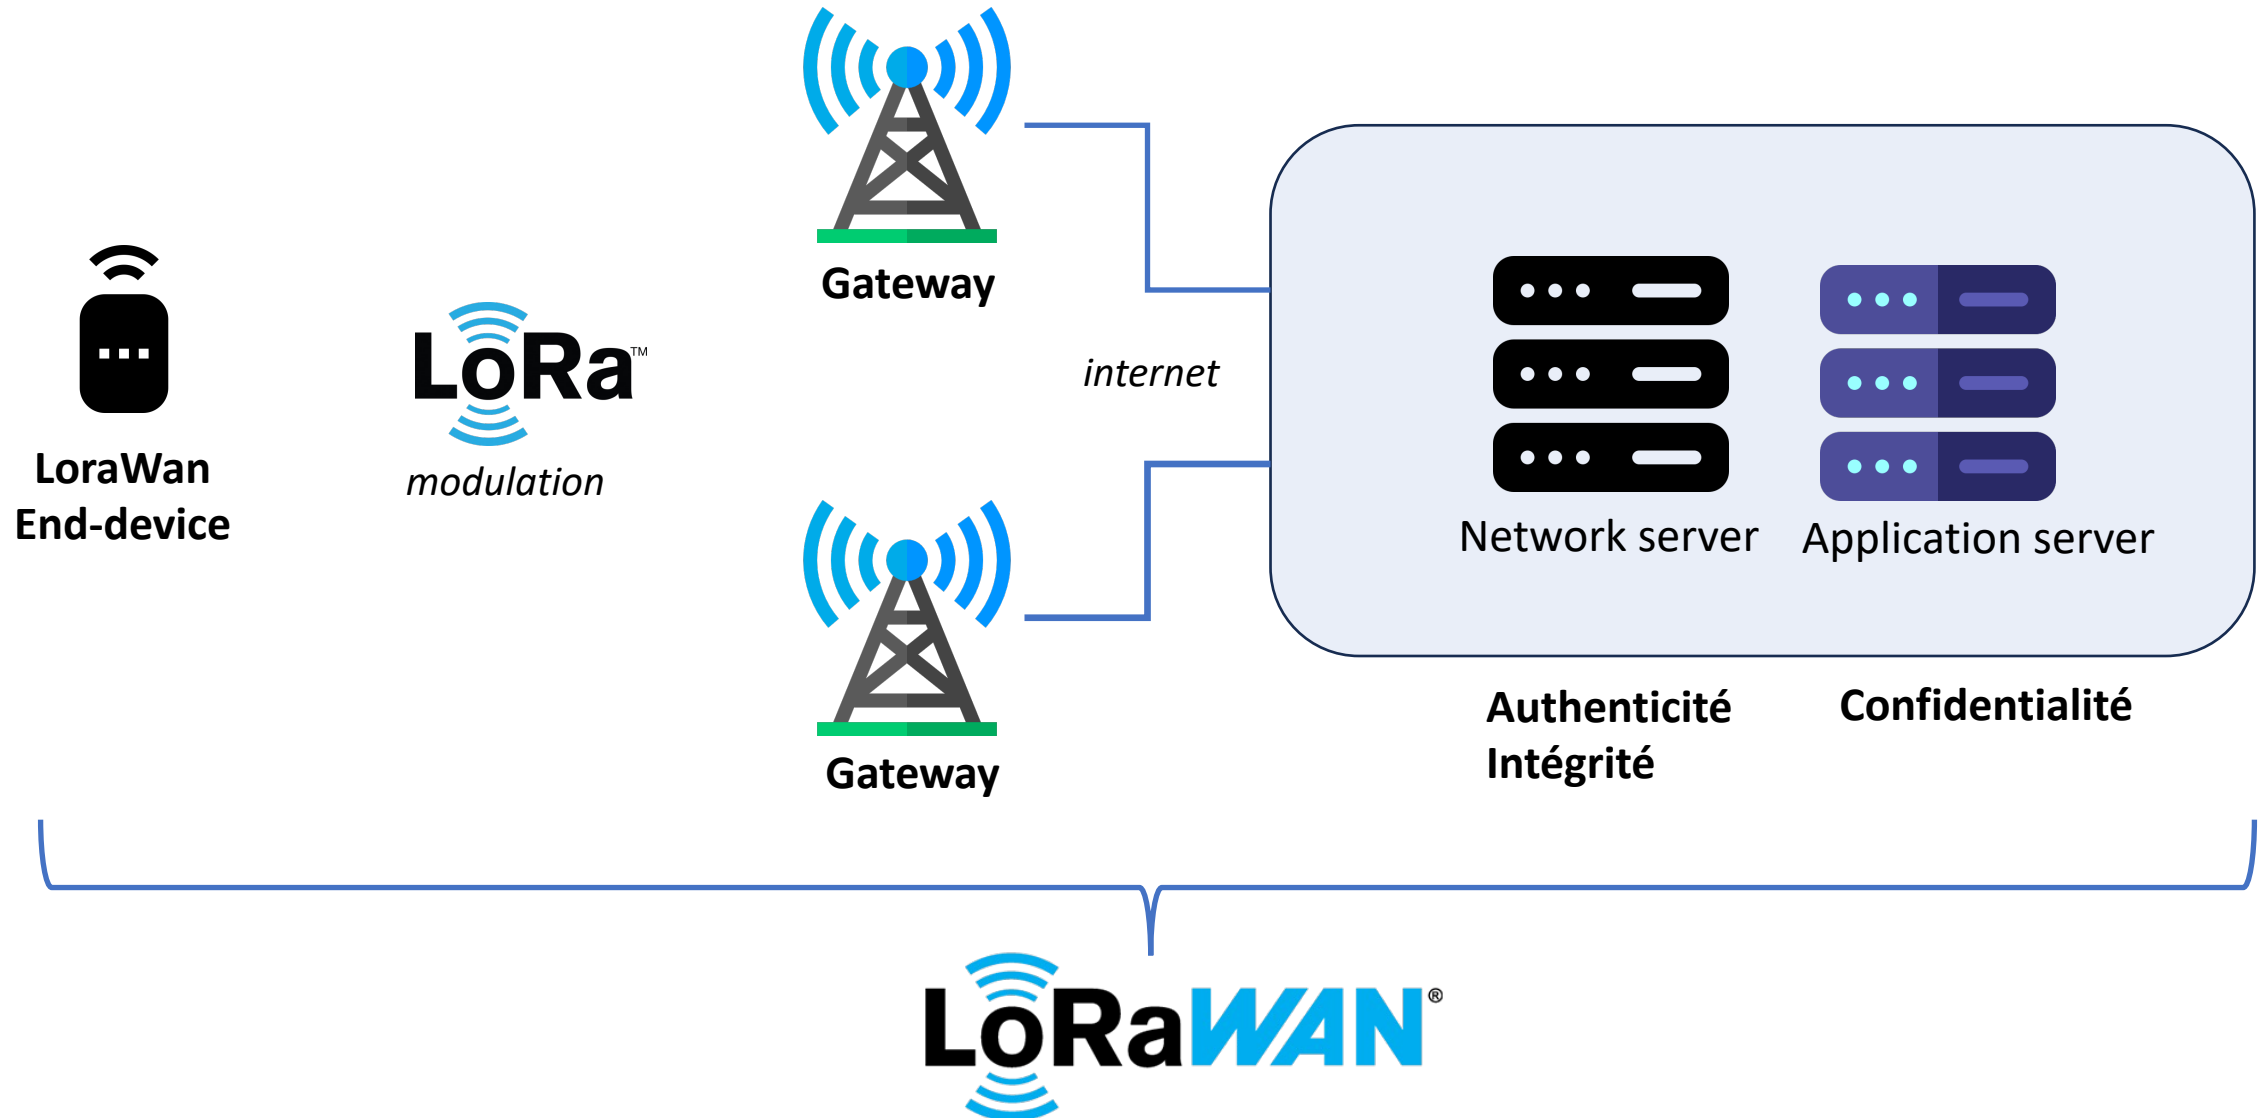 LoraWan
End-device
LoRa™
modulation
Gateway
Gateway
internet
Network server
Application server
Authenticité
Intégrité
Confidentialité
LoRaWAN®